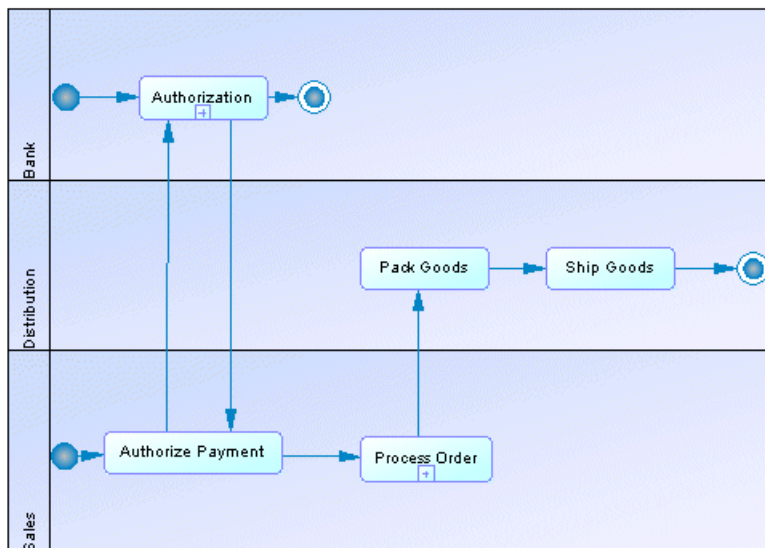 Authorization
Bank
Pack Goods
Ship Goods
Distribution
Authorize Payment
Process Order
Sales